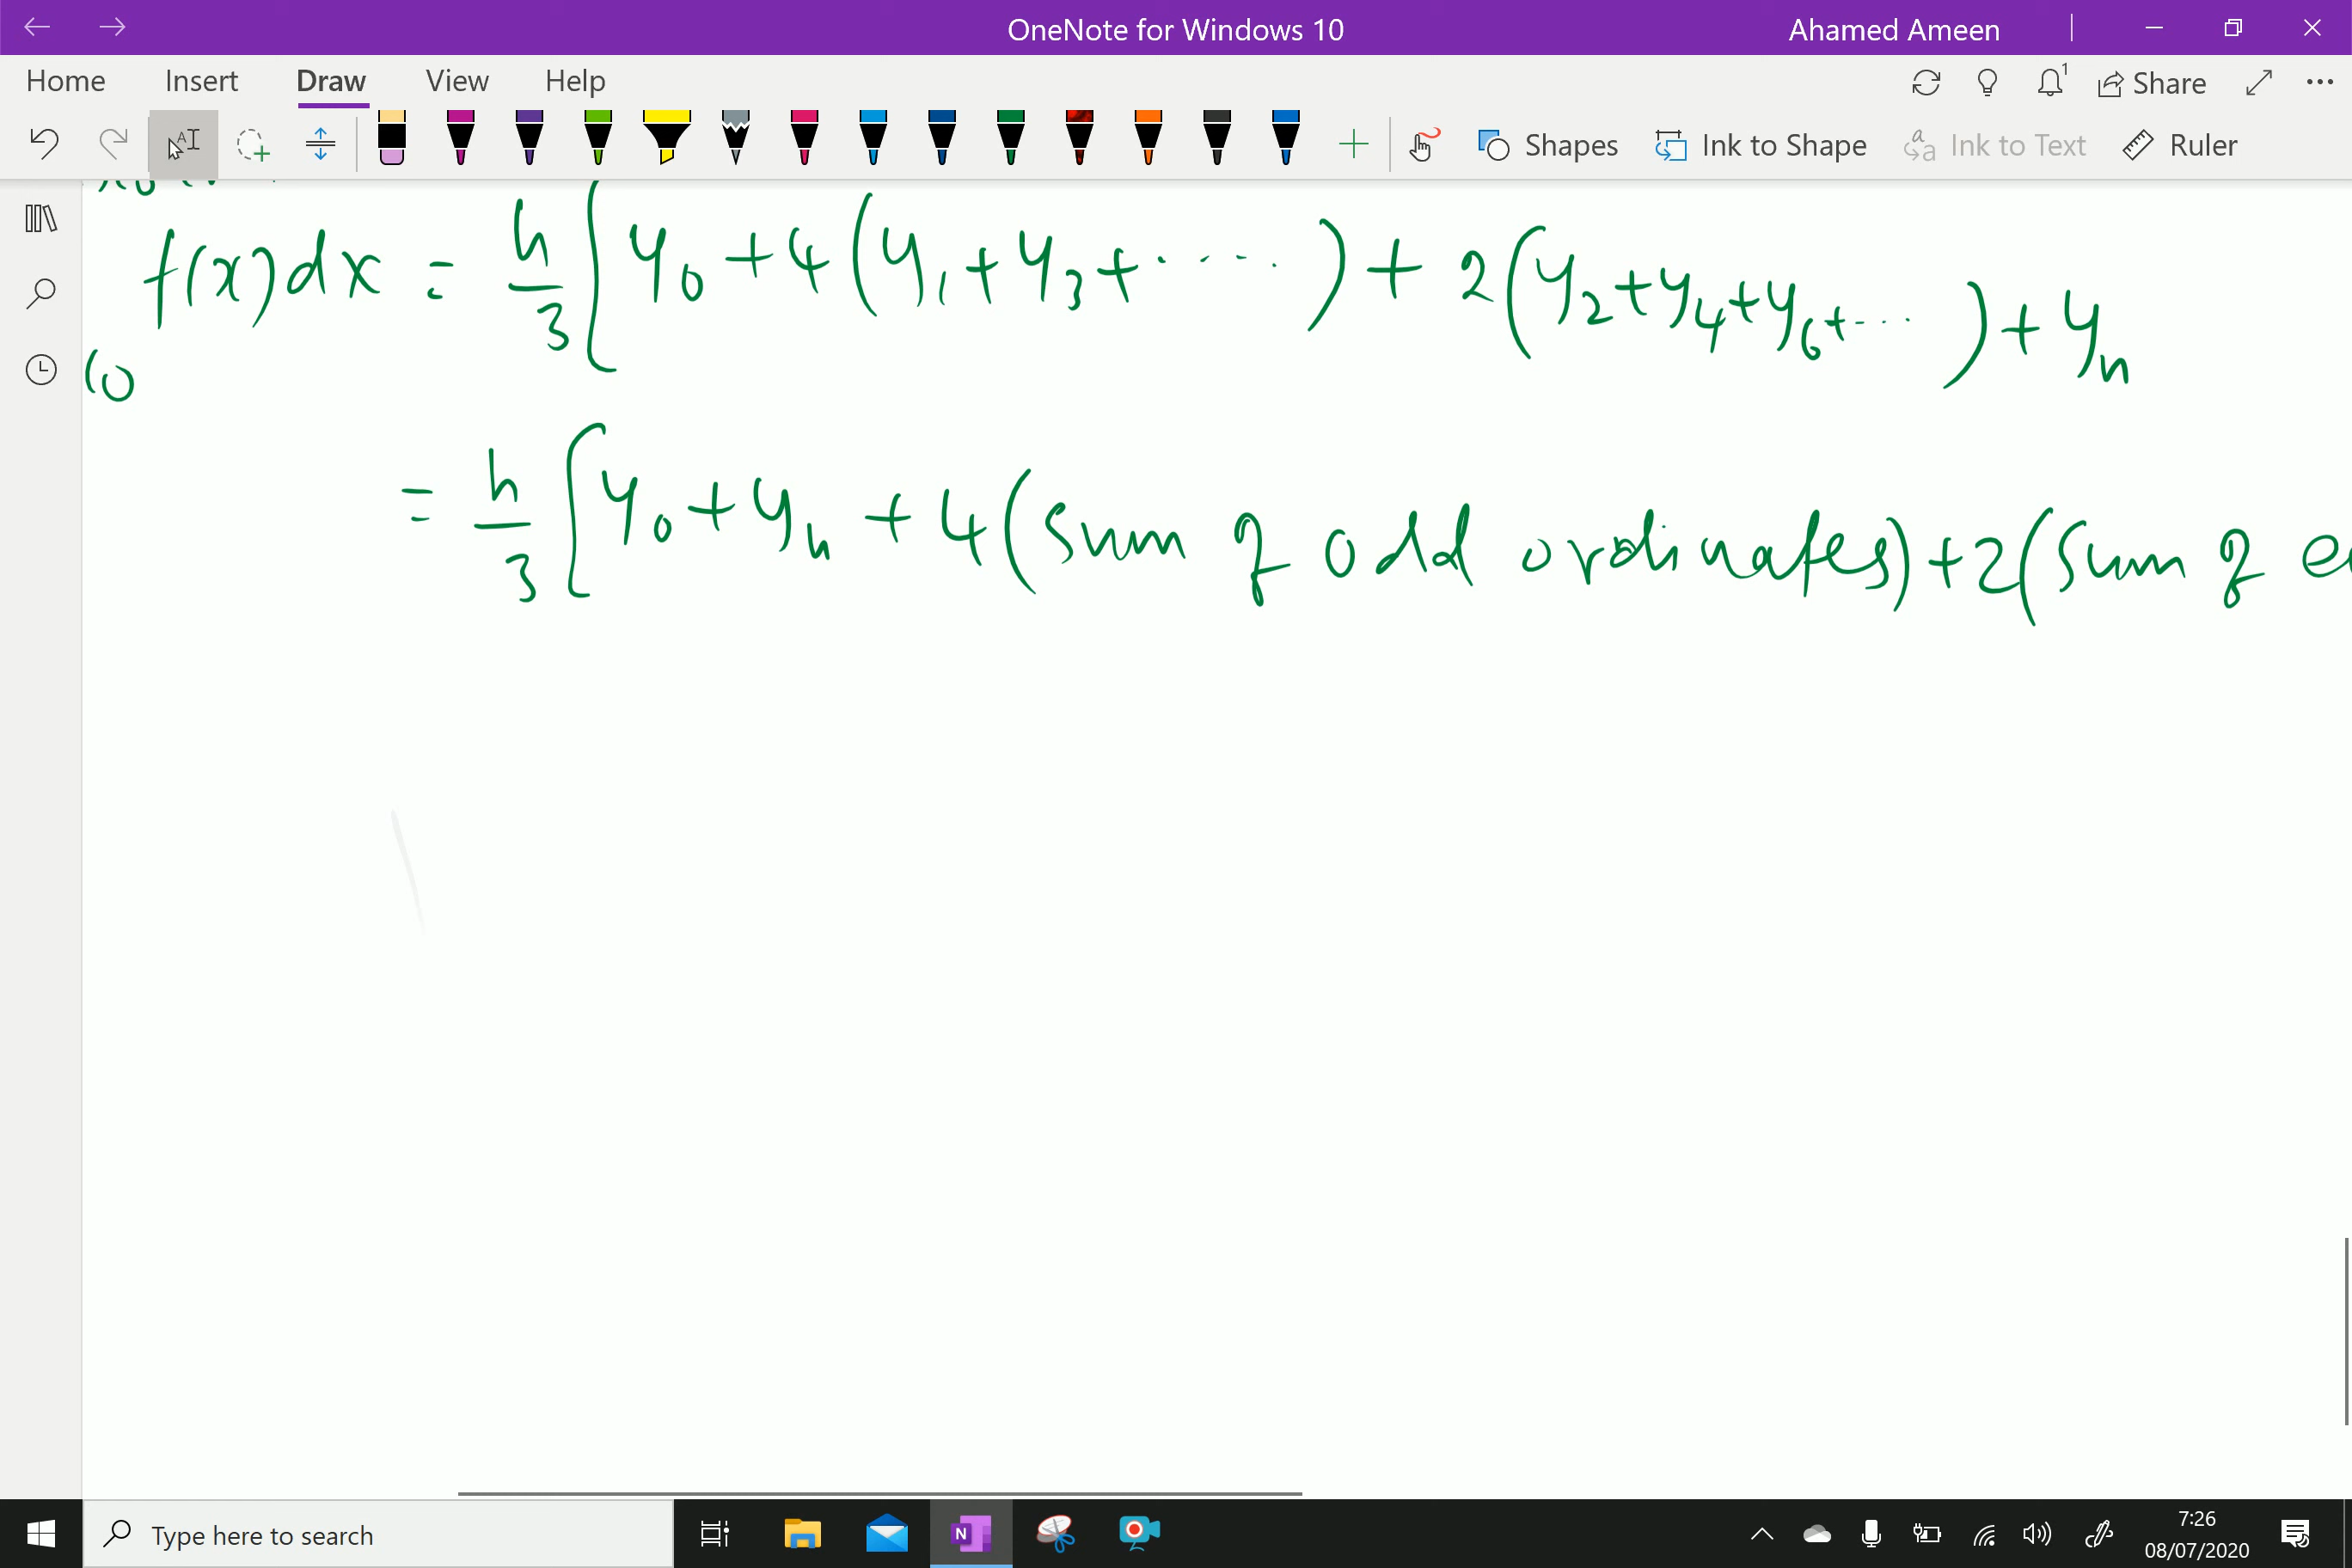 OneNote for Windows 10 Ahamed Ameen
Home Insert Draw View Help 1 Share
Shapes Ink to Shape Ink to Text Ruler
f(x)dx = h/3 [y₀ + 4(y₁ + y₃ + .....) + 2(y₂ + y₄ + y₆ + ...) + yₙ
= h/3 [y₀ + yₙ + 4(sum of odd ordinates) + 2(sum of
Type here to search
7:26
08/07/2020